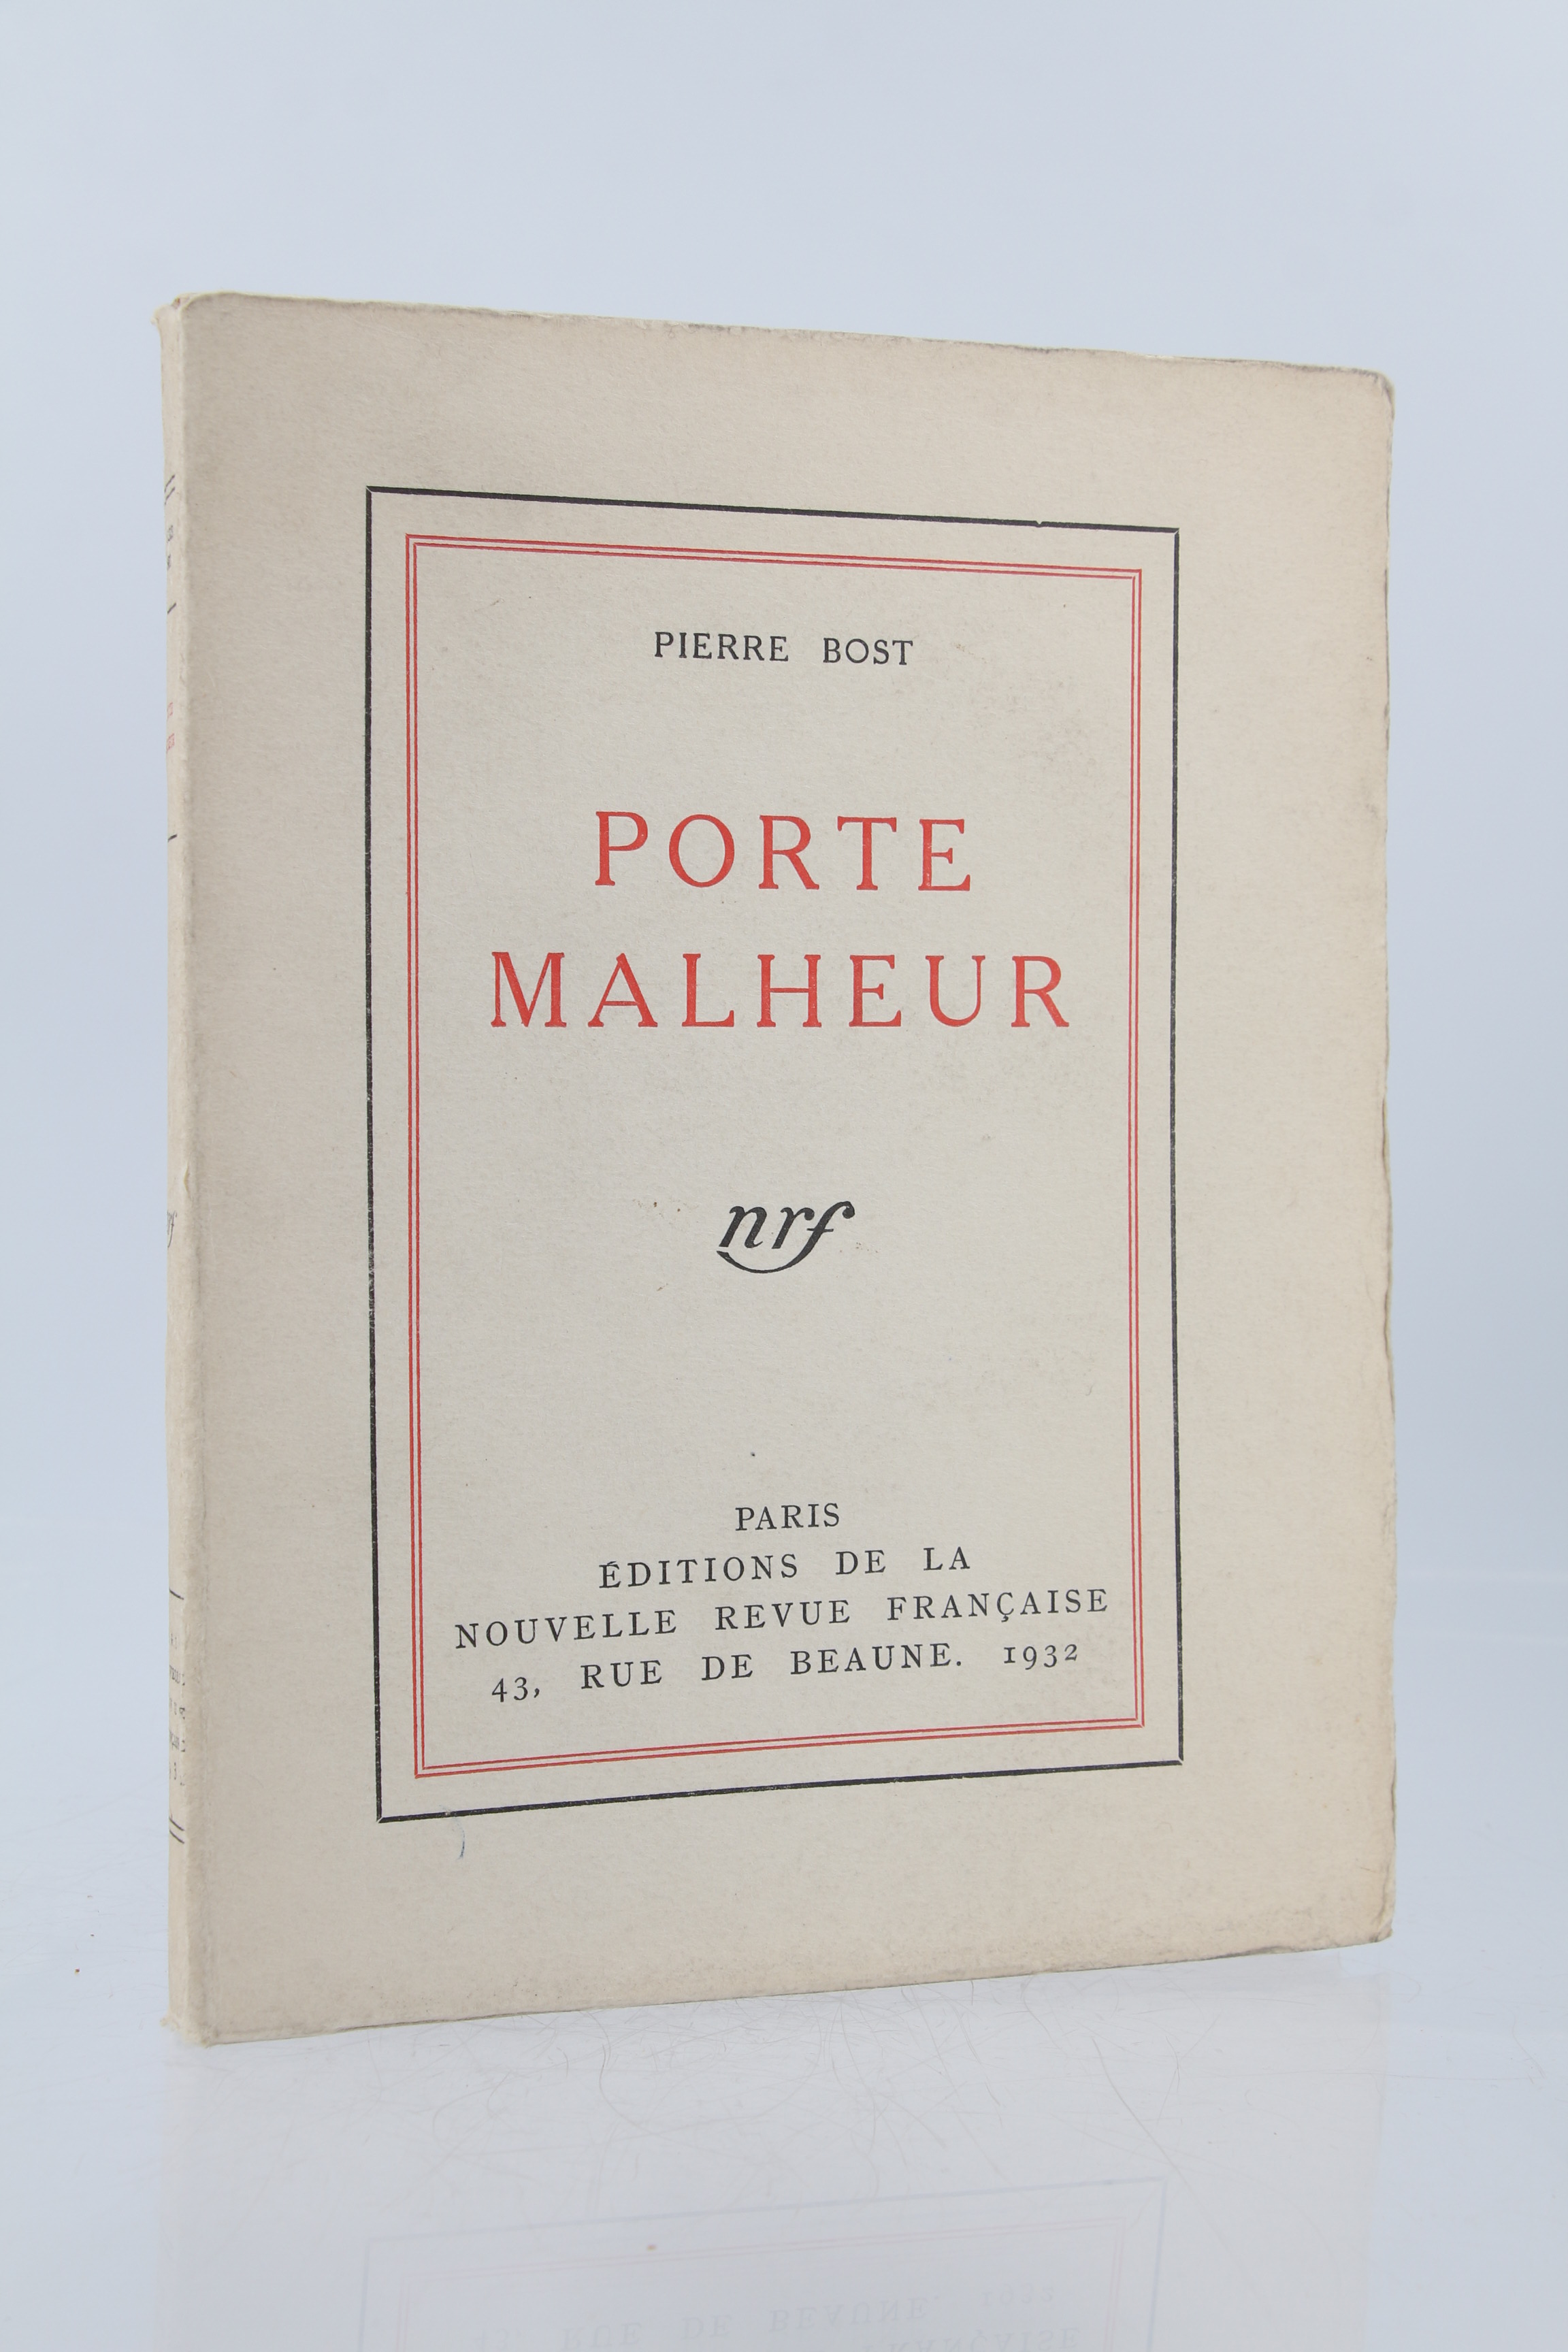 PIERRE BOST
PORTE
MALHEUR
nrf
PARIS
ÉDITIONS DE LA
NOUVELLE REVUE FRANÇAISE
43, RUE DE BEAUNE. 1932